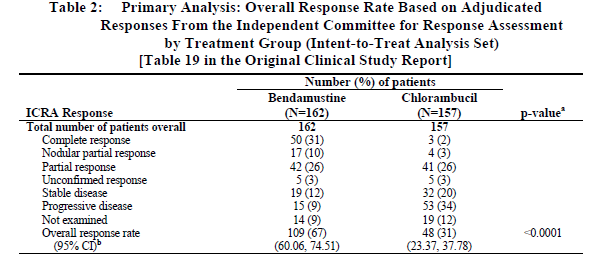 Table 2: Primary Analysis: Overall Response Rate Based on Adjudicated
Responses From the Independent Committee for Response Assessment
by Treatment Group (Intent-to-Treat Analysis Set)
[Table 19 in the Original Clinical Study Report]
Number (%) of patients
Bendamustine Chlorambucil
ICRA Response (N=162) (N=157) p-valueª
Total number of patients overall 162 157
Complete response 50 (31) 3 (2)
Nodular partial response 17 (10) 4 (3)
Partial response 42 (26) 41 (26)
Unconfirmed response 5 (3) 5 (3)
Stable disease 19 (12) 32 (20)
Progressive disease 15 (9) 53 (34)
Not examined 14 (9) 19 (12)
Overall response rate 109 (67) 48 (31) <0.0001
(95% CI)ᵇ (60.06, 74.51) (23.37, 37.78)